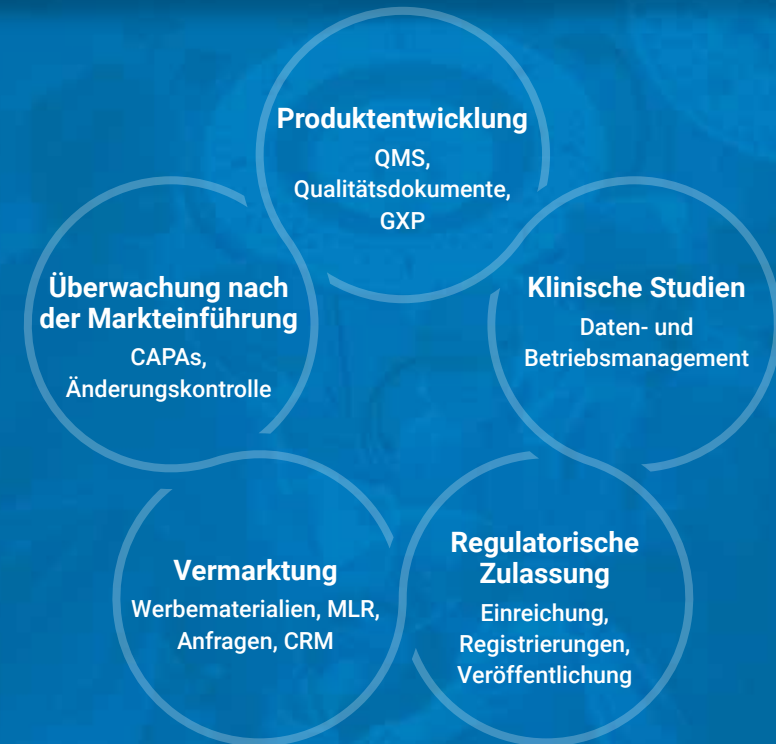 Produktentwicklung
QMS,
Qualitätsdokumente,
GXP
Klinische Studien
Daten- und
Betriebsmanagement
Regulatorische
Zulassung
Einreichung,
Registrierungen,
Veröffentlichung
Vermarktung
Werbematerialien, MLR,
Anfragen, CRM
Überwachung nach
der Markteinführung
CAPAs,
Änderungskontrolle